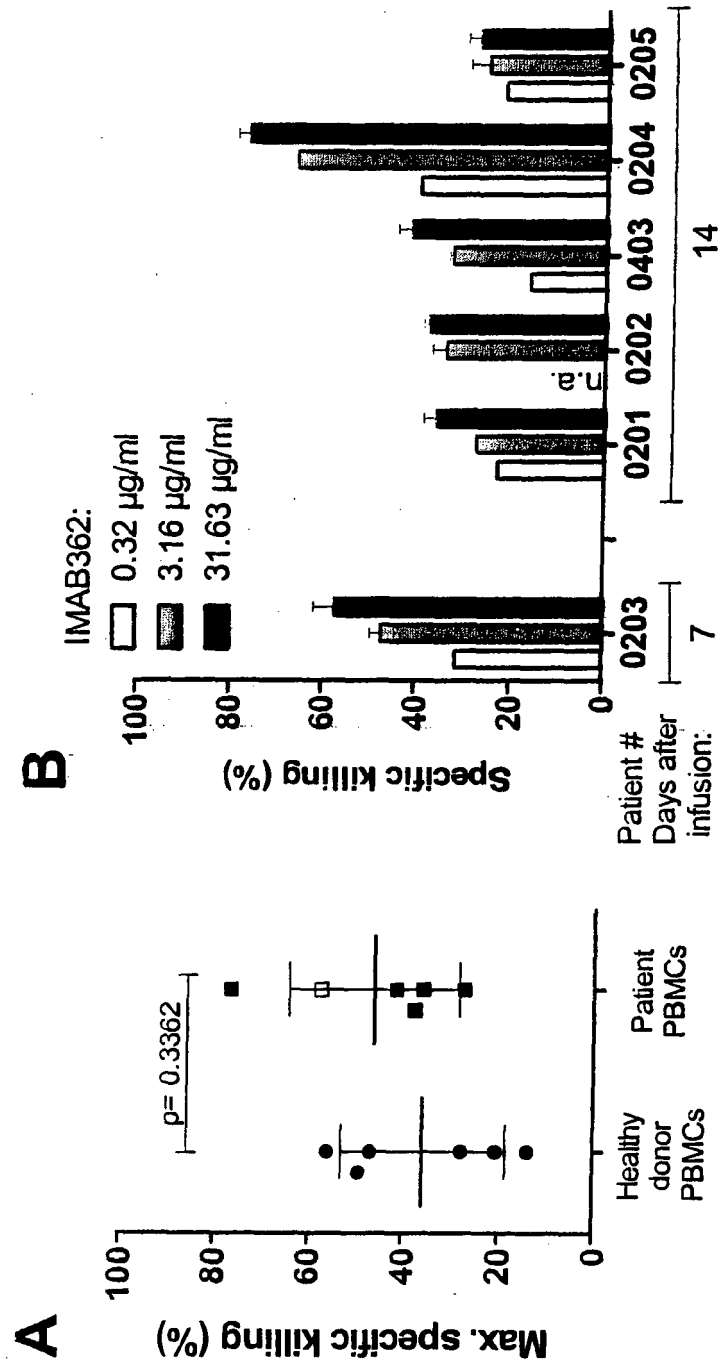 A
Max. specific killing (%)
100
80
60
40
20
0
p= 0.3362
Healthy
donor
PBMCs
Patient
PBMCs
B
Specific killing (%)
100
80
60
40
20
0
IMAB362:
0.32 µg/ml
3.16 µg/ml
31.63 µg/ml
n.a.
Patient # 0203 0201 0202 0403 0204 0205
Days after
infusion: 7 14